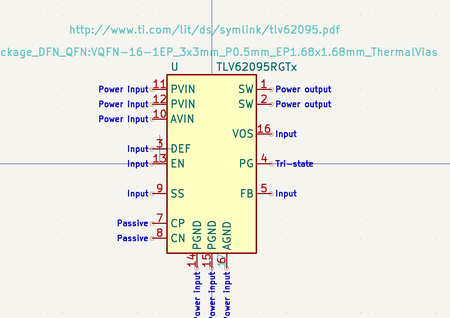 http://www.ti.com/lit/ds/symlink/tlv62095.pdf
ckage_DFN_QFN:VQFN-16-1EP_3x3mm_P0.5mm_EP1.68x1.68mm_ThermalVias
U TLV62095RGTx
Power Input 11 PVIN SW 1 Power output
Power Input 12 PVIN SW 2 Power output
Power Input 10 AVIN
VOS 16 Input
Input 3 DEF
Input 13 EN PG 4 Tri-state
Input 9 SS FB 5 Input
Passive 7 CP
Passive 8 CN
PGND PGND AGND
14 15 6
Power Input Power Input Power Input